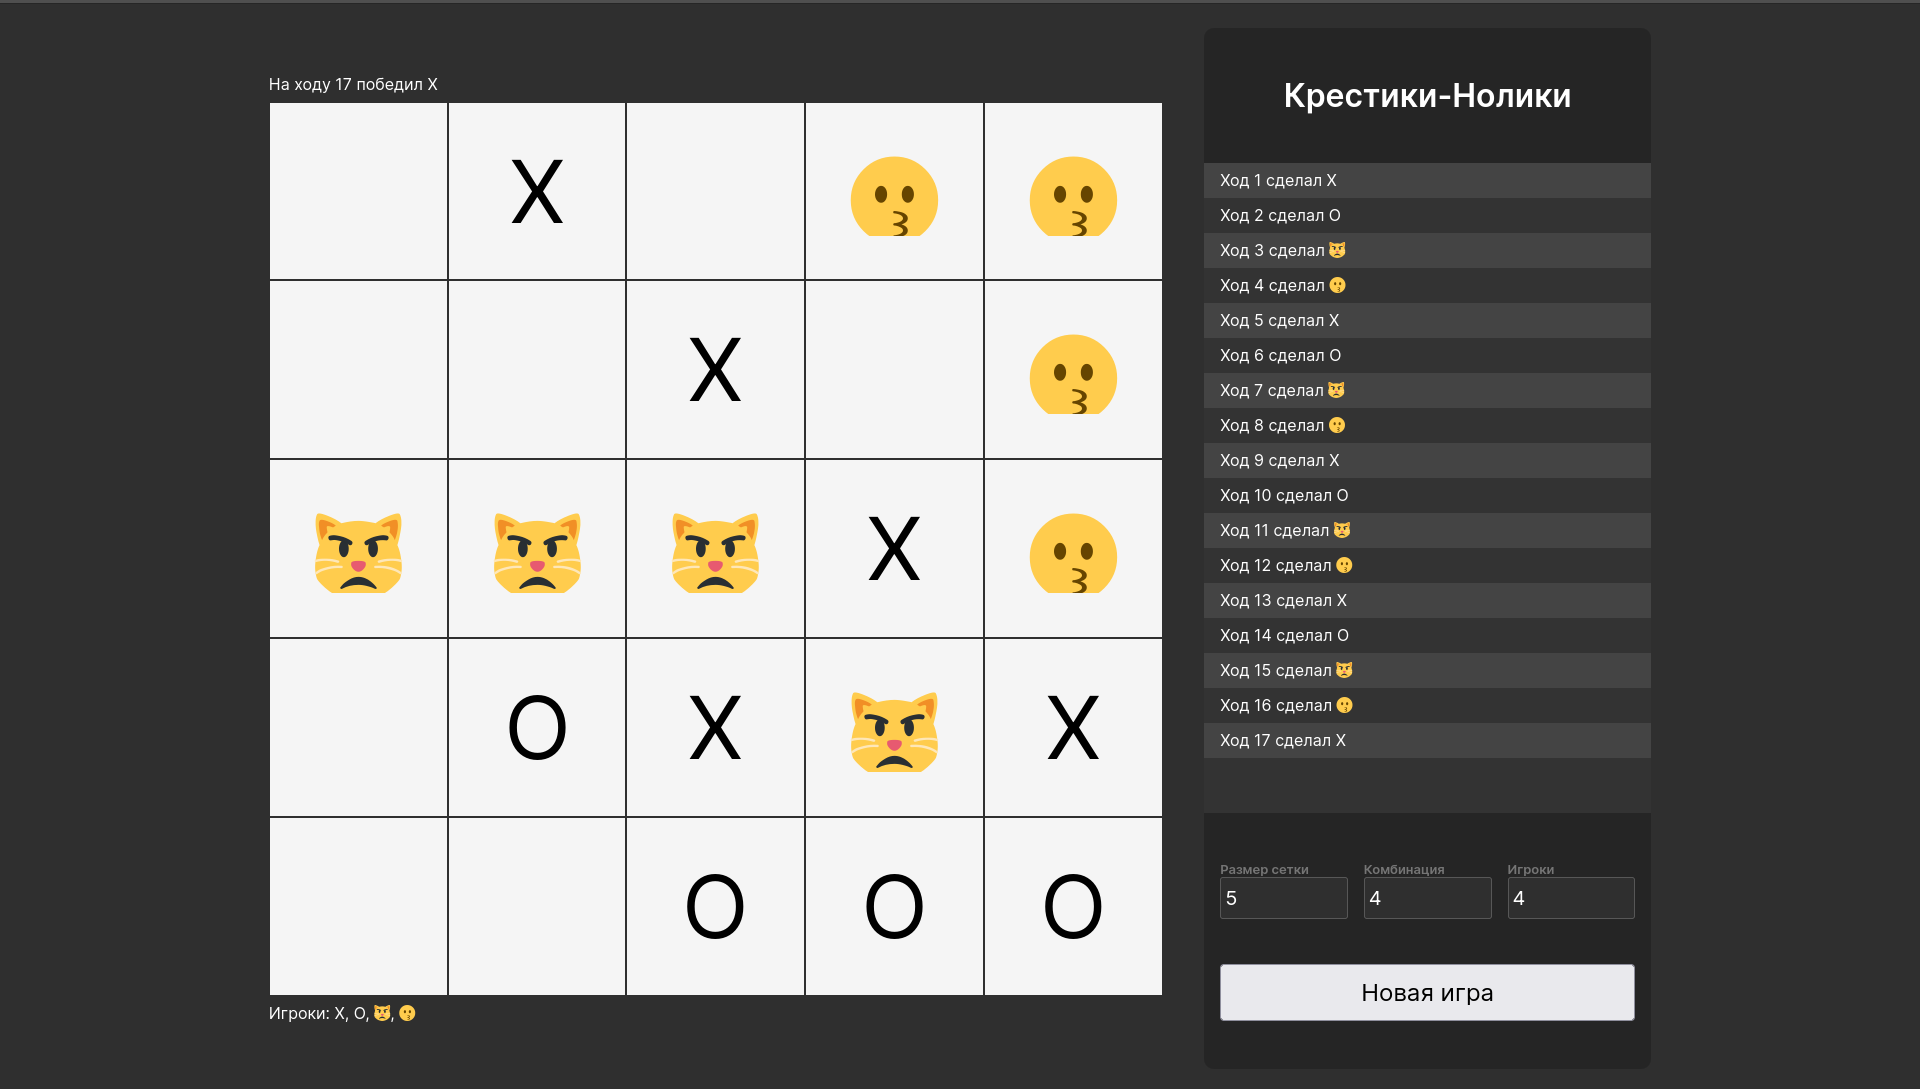 На ходу 17 победил X
X 😗 😗
X 😗
😾 😾 😾 X 😗
O X 😾 X
O O O
Игроки: X, O, 😾, 😗
Крестики-Нолики
Ход 1 сделал X
Ход 2 сделал O
Ход 3 сделал 😾
Ход 4 сделал 😗
Ход 5 сделал X
Ход 6 сделал O
Ход 7 сделал 😾
Ход 8 сделал 😗
Ход 9 сделал X
Ход 10 сделал O
Ход 11 сделал 😾
Ход 12 сделал 😗
Ход 13 сделал X
Ход 14 сделал O
Ход 15 сделал 😾
Ход 16 сделал 😗
Ход 17 сделал X
Размер сетки Комбинация Игроки
5 4 4
Новая игра